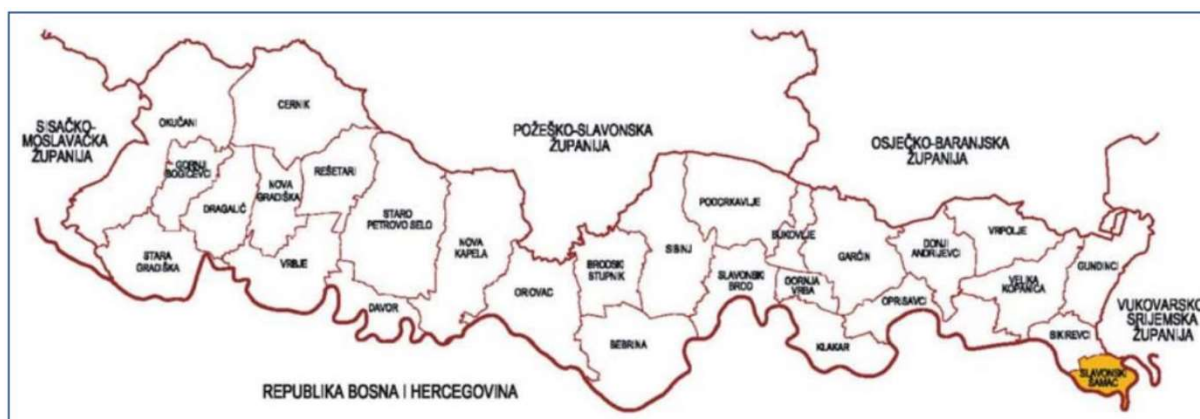 SISAČKO-
MOSLAVAČKA
ŽUPANIJA
OKUČANI
CERNIK
GORNJI
BOGIĆEVCI
DRAGALIĆ
NOVA
GRADIŠKA
REŠETARI
STARA
GRADIŠKA
VRBJE
STARO
PETROVO SELO
DAVOR
NOVA
KAPELA
POŽEŠKO-SLAVONSKA
ŽUPANIJA
ORIOVAC
BRODSKI
STUPNIK
BEBRINA
SIBINJ
PODCRKAVLJE
SLAVONSKI
BROD
BUKOVLJE
GORNJA
VRBA
KLAKAR
GARČIN
OPRISAVCI
OSJEČKO-BARANJSKA
ŽUPANIJA
DONJI
ANDRIJEVCI
VRPOLJE
VELIKA
KOPANICA
GUNDINCI
SIKIREVCI
VUKOVARSKO
SRIJEMSKA
ŽUPANIJA
SLAVONSKI
ŠAMAC
REPUBLIKA BOSNA I HERCEGOVINA